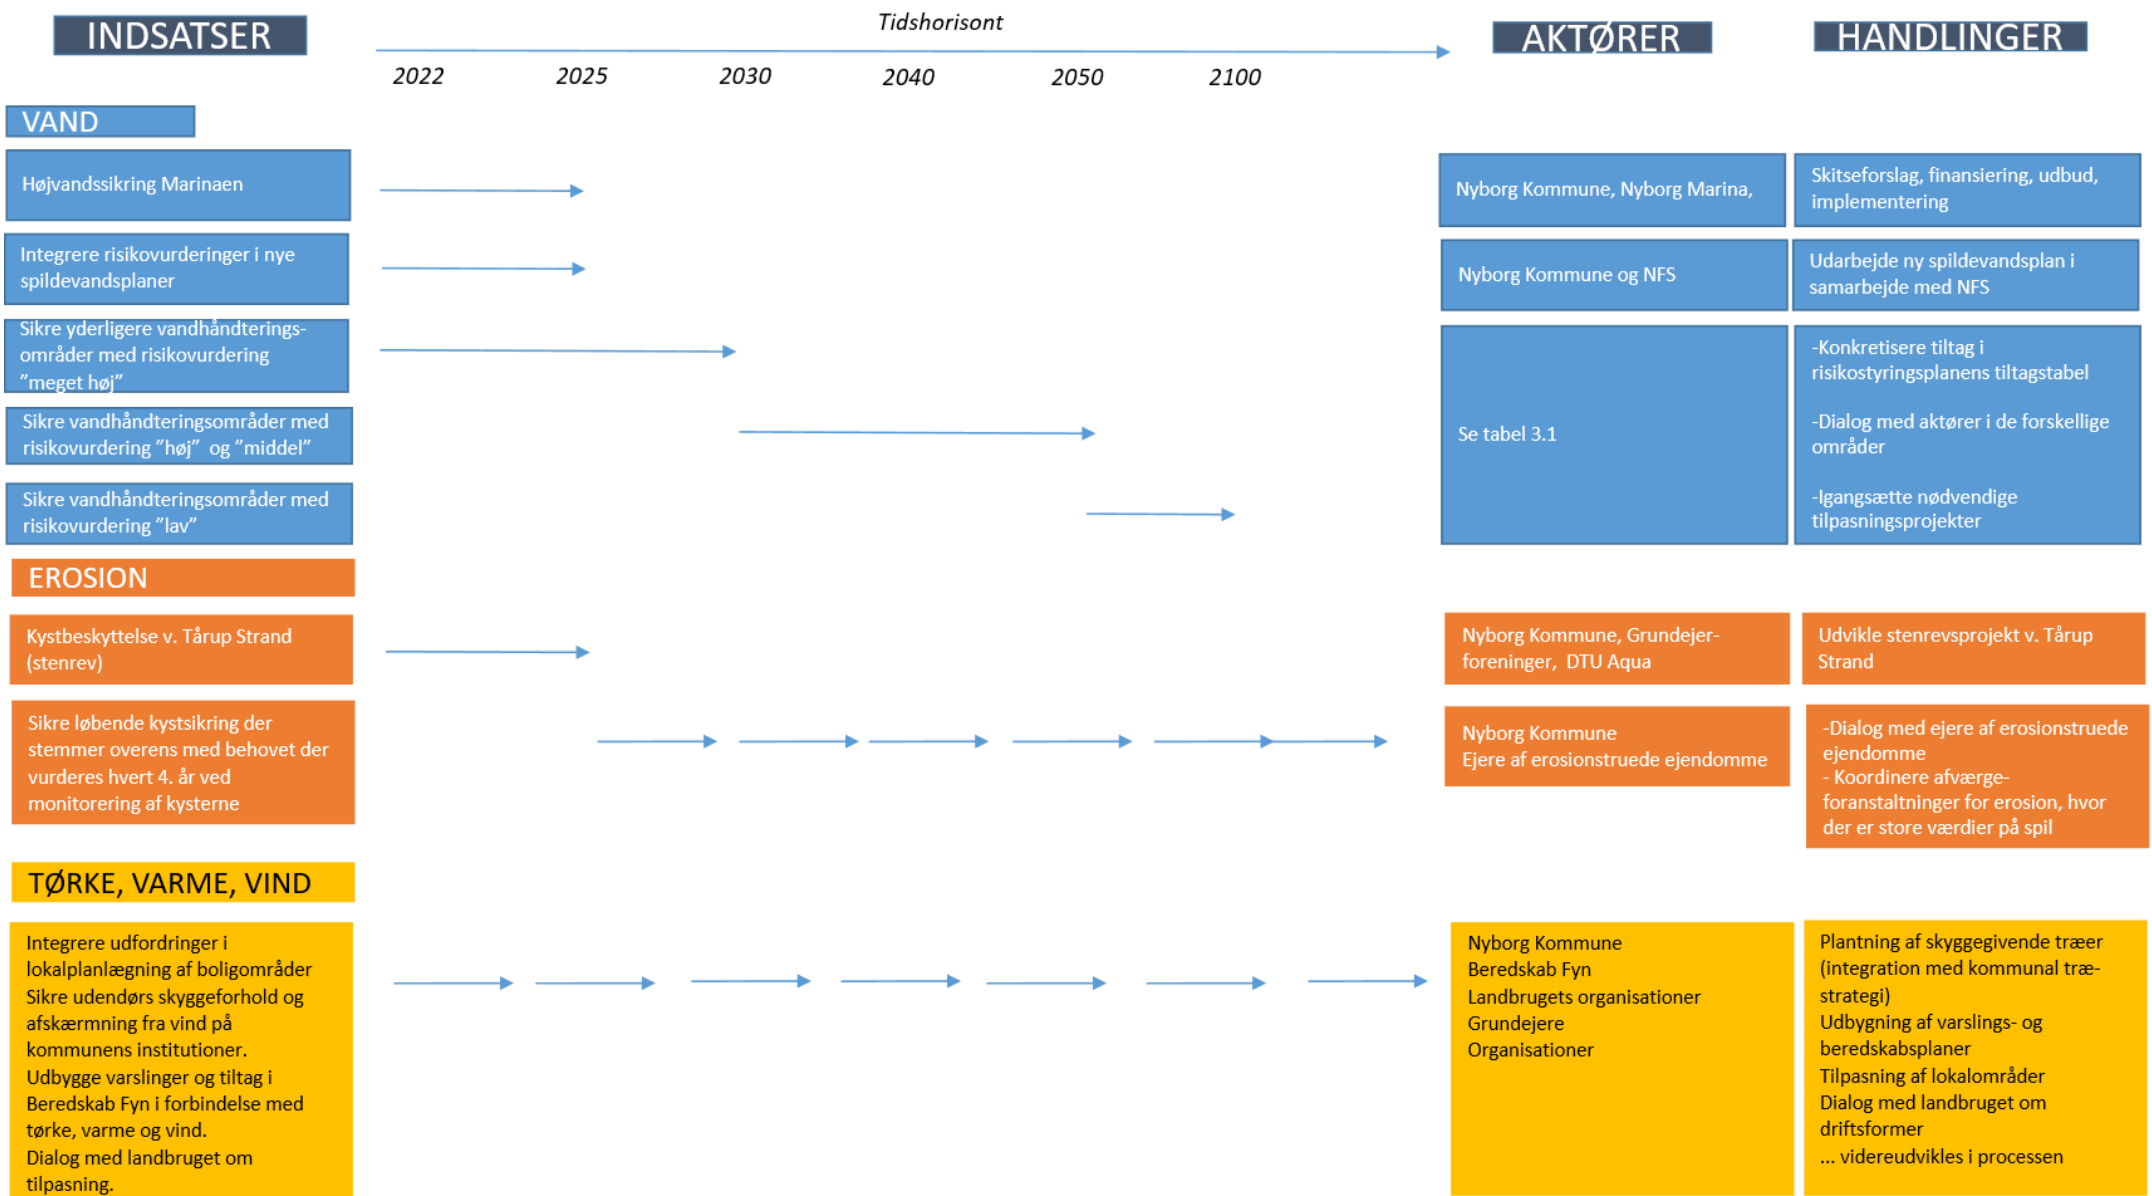 INDSATSER
Tidshorisont
AKTØRER
HANDLINGER
2022 2025 2030 2040 2050 2100
VAND
Højvandssikring Marinaen
Nyborg Kommune, Nyborg Marina,
Skitseforslag, finansiering, udbud,
implementering
Integrere risikovurderinger i nye
spildevandsplaner
Nyborg Kommune og NFS
Udarbejde ny spildevandsplan i
samarbejde med NFS
Sikre yderligere vandhåndterings-
områder med risikovurdering
”meget høj”
Sikre vandhåndteringsområder med
risikovurdering ”høj” og ”middel”
Sikre vandhåndteringsområder med
risikovurdering ”lav”
Se tabel 3.1
-Konkretisere tiltag i
risikostyringsplanens tiltagstabel
-Dialog med aktører i de forskellige
områder
-Igangsætte nødvendige
tilpasningsprojekter
EROSION
Kystbeskyttelse v. Tårup Strand
(stenrev)
Nyborg Kommune, Grundejer-
foreninger, DTU Aqua
Udvikle stenrevsprojekt v. Tårup
Strand
Sikre løbende kystsikring der
stemmer overens med behovet der
vurderes hvert 4. år ved
monitorering af kysterne
Nyborg Kommune
Ejere af erosionstruede ejendomme
-Dialog med ejere af erosionstruede
ejendomme
- Koordinere afværge-
foranstaltninger for erosion, hvor
der er store værdier på spil
TØRKE, VARME, VIND
Integrere udfordringer i
lokalplanlægning af boligområder
Sikre udendørs skyggeforhold og
afskærmning fra vind på
kommunens institutioner.
Udbygge varslinger og tiltag i
Beredskab Fyn i forbindelse med
tørke, varme og vind.
Dialog med landbruget om
tilpasning.
Nyborg Kommune
Beredskab Fyn
Landbrugets organisationer
Grundejere
Organisationer
Plantning af skyggegivende træer
(integration med kommunal træ-
strategi)
Udbygning af varslings- og
beredskabsplaner
Tilpasning af lokalområder
Dialog med landbruget om
driftsformer
... videreudvikles i processen